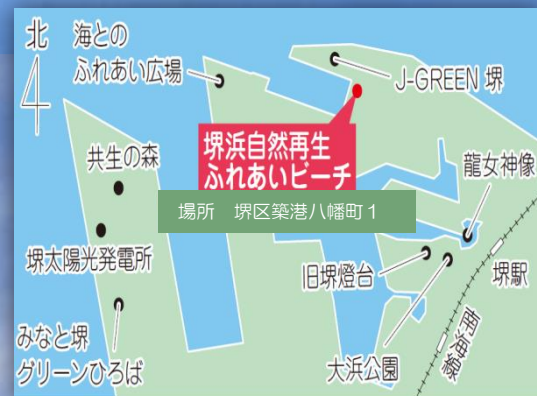 北
海との
ふれあい広場
J-GREEN 堺
堺浜自然再生
ふれあいビーチ
共生の森
龍女神像
場所　堺区築港八幡町1
堺太陽光発電所
旧堺燈台
堺駅
みなと堺
グリーンひろば
大浜公園
南海線